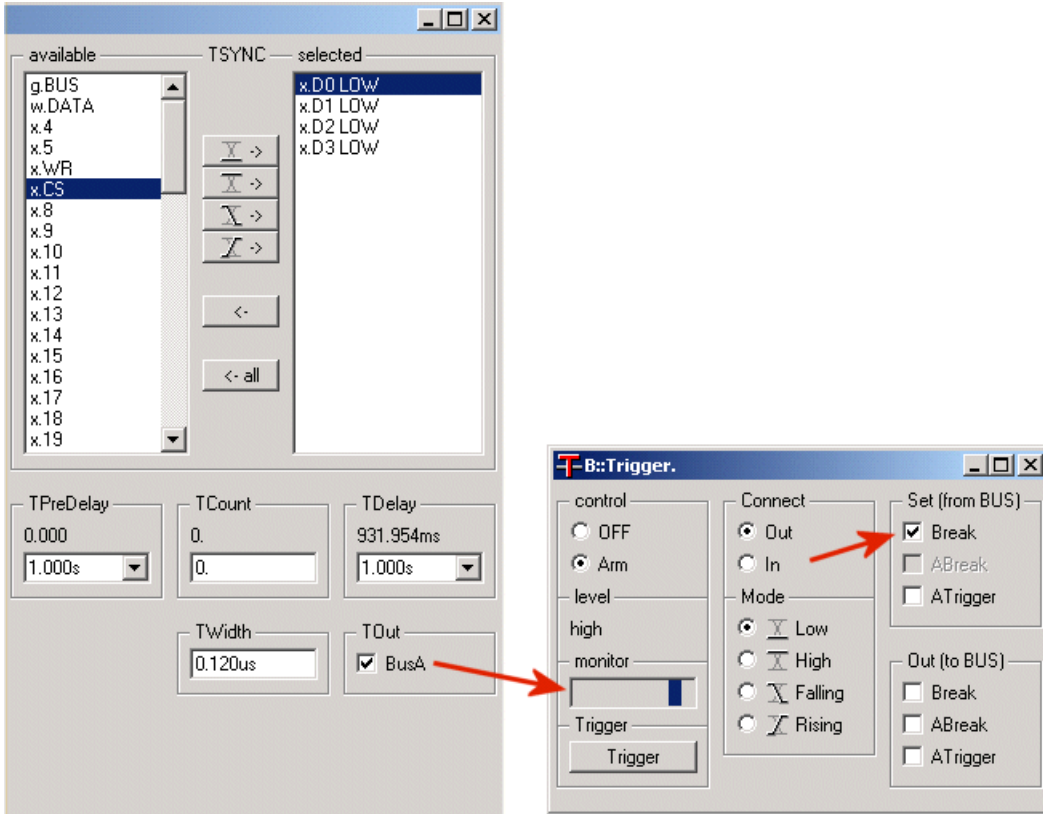 available TSYNC selected
g.BUS
w.DATA
x.4
x.5
x.WR
x.CS
x.8
x.9
x.10
x.11
x.12
x.13
x.14
x.15
x.16
x.17
x.18
x.19
->
->
->
->
<-
<- all
x.D0 LOW
x.D1 LOW
x.D2 LOW
x.D3 LOW
TPreDelay
0.000
1.000s
TCount
0.
0.
TDelay
931.954ms
1.000s
TWidth
0.120us
TOut
BusA
B::Trigger.
control
OFF
Arm
level
high
monitor
Trigger
Trigger
Connect
Out
In
Mode
Low
High
Falling
Rising
Set (from BUS)
Break
ABreak
ATrigger
Out (to BUS)
Break
ABreak
ATrigger